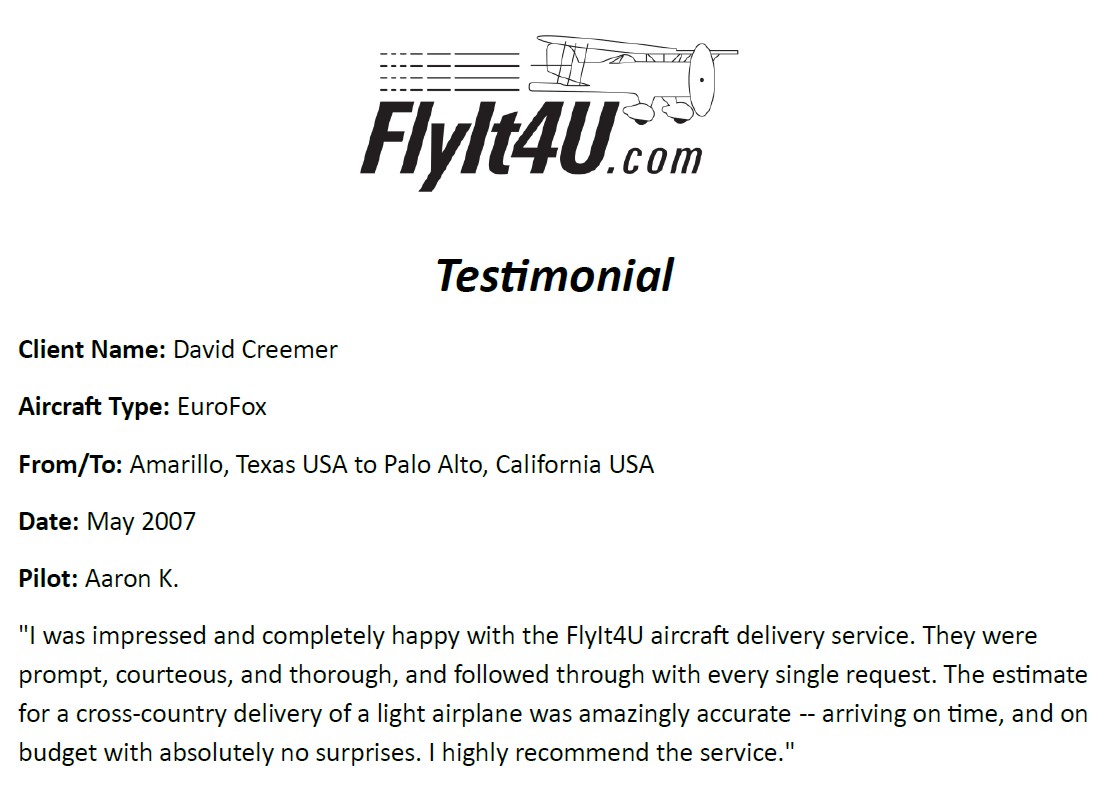 FlyIt4U.com
Testimonial
Client Name: David Creemer
Aircraft Type: EuroFox
From/To: Amarillo, Texas USA to Palo Alto, California USA
Date: May 2007
Pilot: Aaron K.
"I was impressed and completely happy with the FlyIt4U aircraft delivery service. They were
prompt, courteous, and thorough, and followed through with every single request. The estimate
for a cross-country delivery of a light airplane was amazingly accurate -- arriving on time, and on
budget with absolutely no surprises. I highly recommend the service."